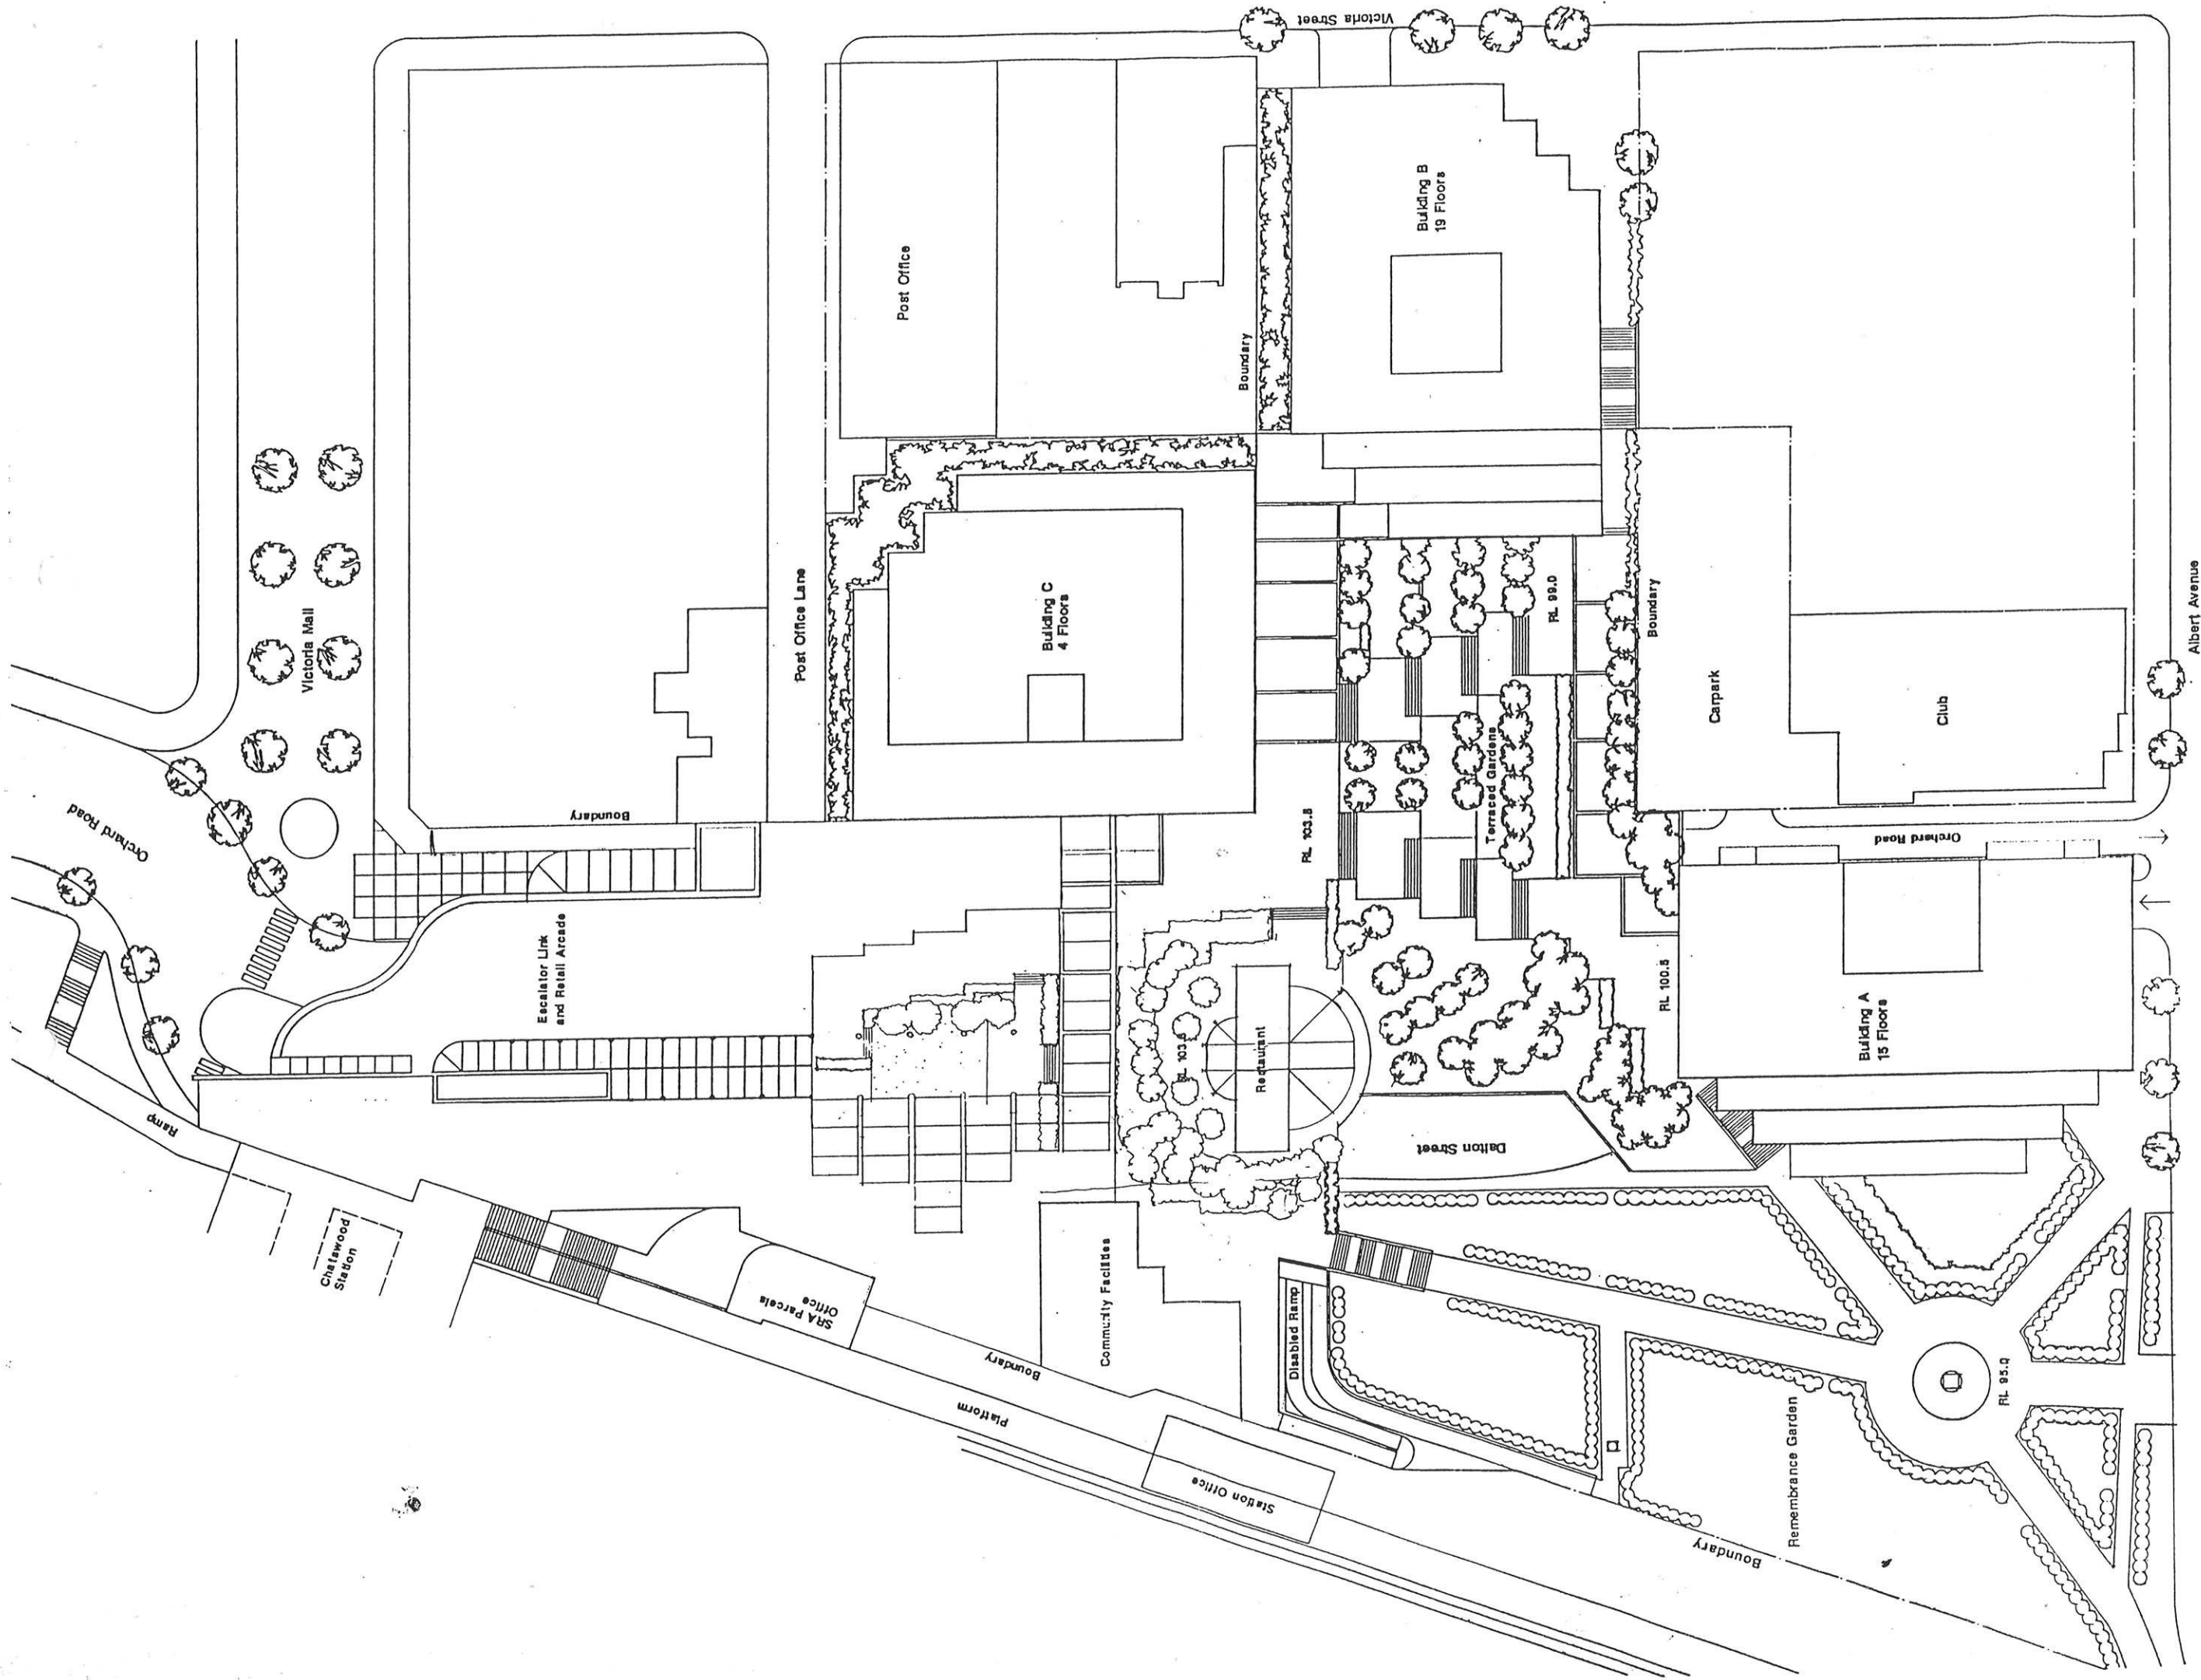 Victoria Street
Orchard Road
Victoria Mall
Post Office Lane
Post Office
Boundary
Building B
19 Floors
Building C
4 Floors
Boundary
Boundary
RL 99.0
Terraced Gardens
RL 103.5
Carpark
Club
Albert Avenue
Orchard Road
Escalator Link
and Retail Arcade
Ramp
Chatswood
Station
SRA Parcels
Office
Boundary
Platform
Community Facilities
Station Office
Restaurant
Dalton Street
RL 100.5
Building A
15 Floors
Disabled Ramp
Remembrance Garden
RL 95.0
Boundary